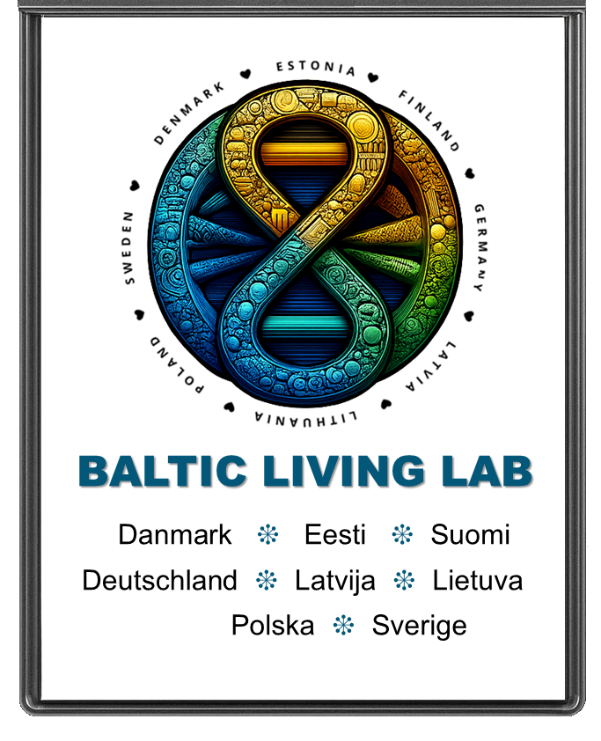 ESTONIA
FINLAND
GERMANY
LATVIA
LITHUANIA
POLAND
SWEDEN
DENMARK
BALTIC LIVING LAB
Danmark Eesti Suomi
Deutschland Latvija Lietuva
Polska Sverige